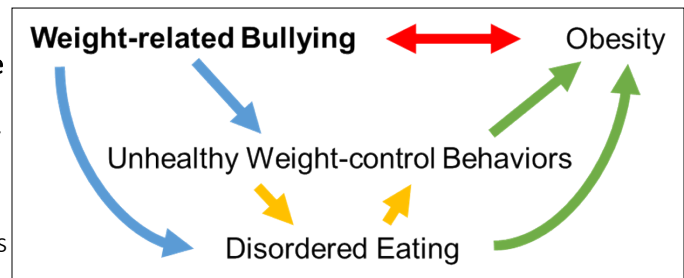 Weight-related Bullying Obesity
Unhealthy Weight-control Behaviors
Disordered Eating